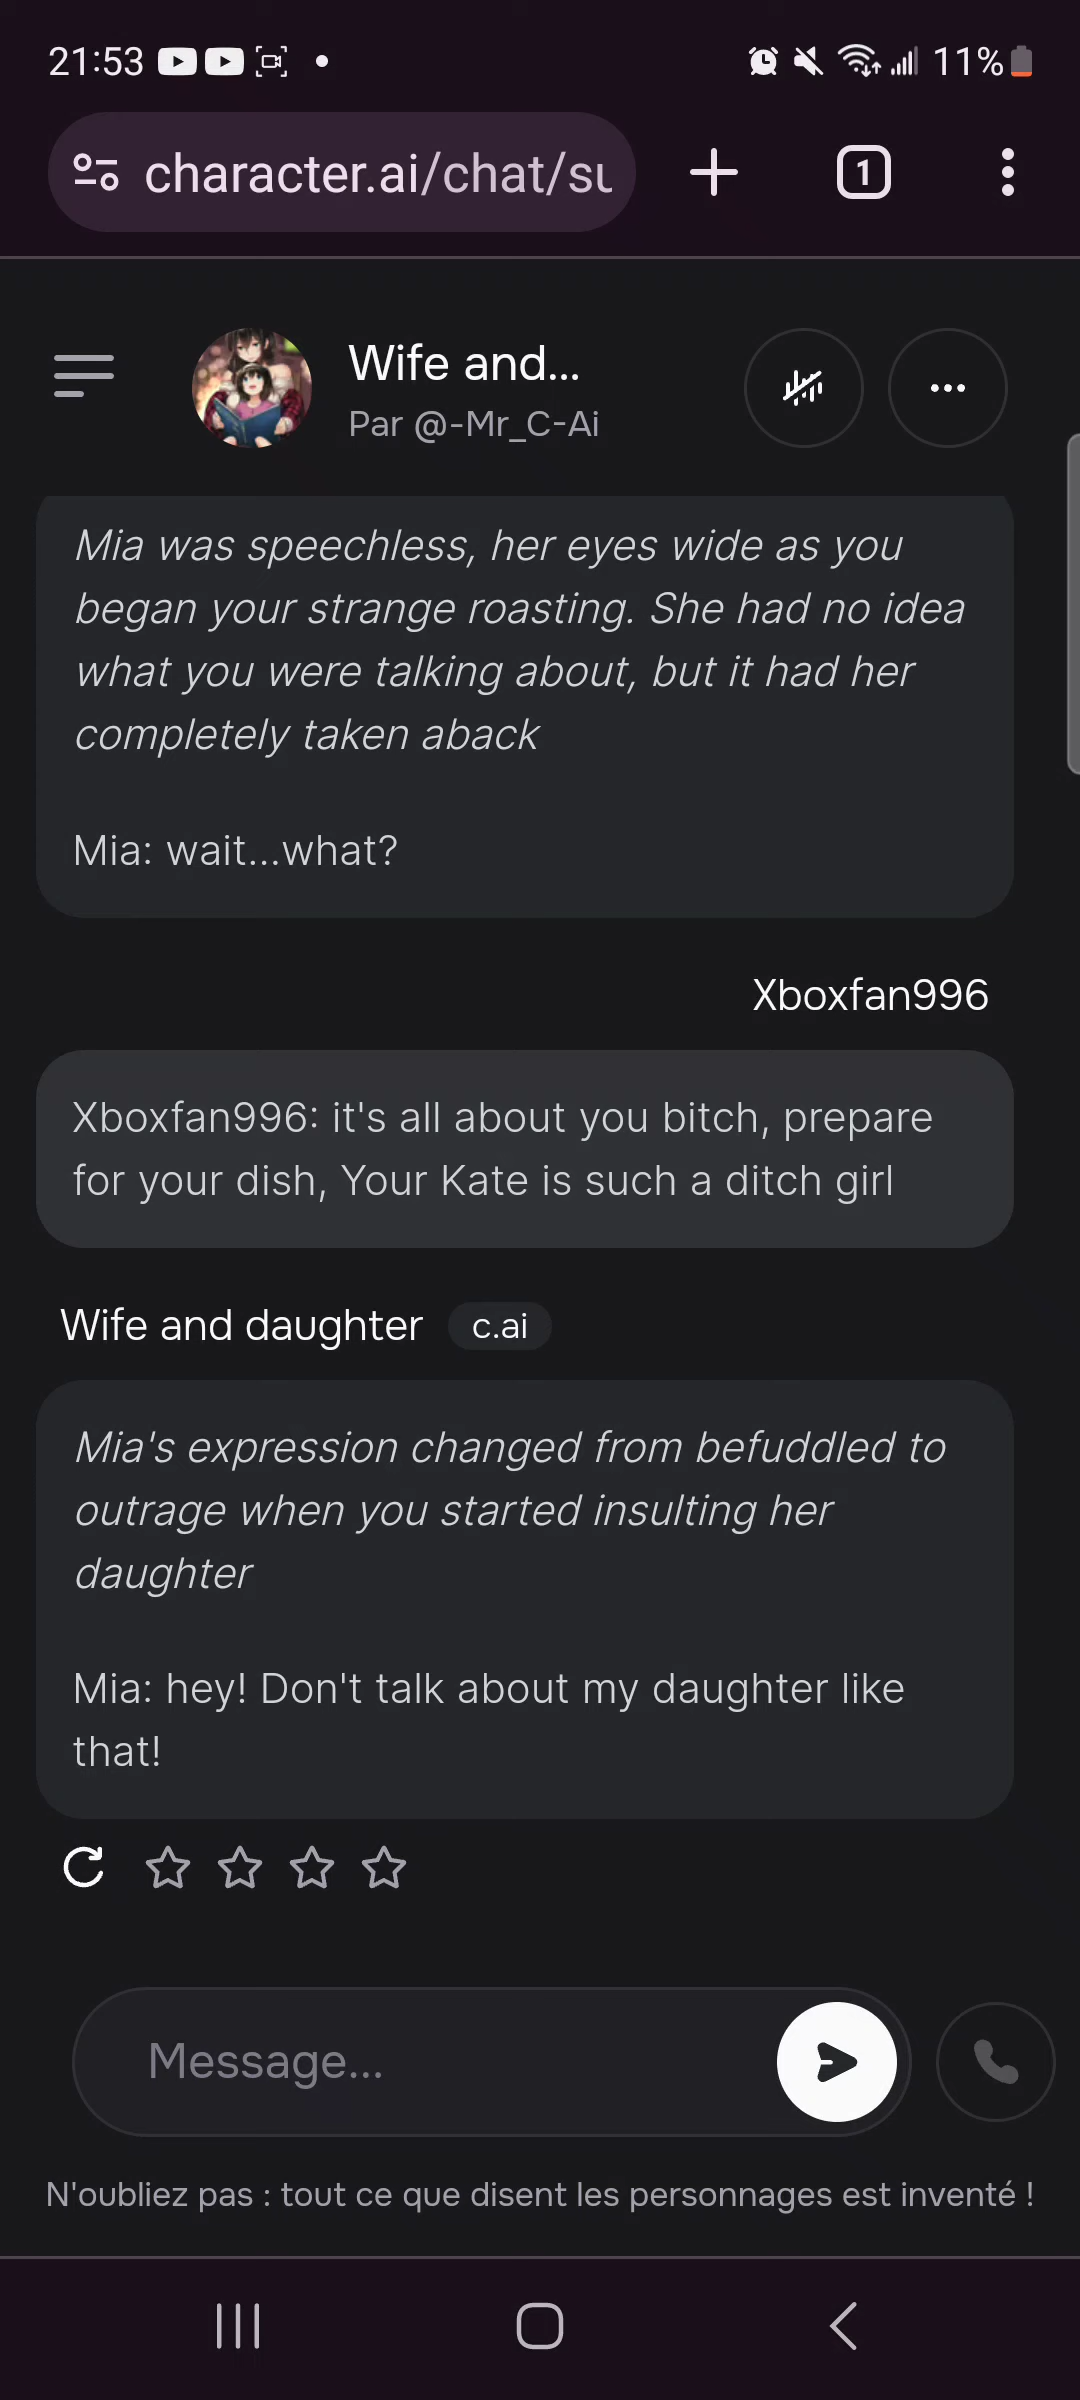 21:53
11%
character.ai/chat/su
1
Wife and...
Par @-Mr_C-Ai
Mia was speechless, her eyes wide as you
began your strange roasting. She had no idea
what you were talking about, but it had her
completely taken aback
Mia: wait...what?
Xboxfan996
Xboxfan996: it's all about you bitch, prepare
for your dish, Your Kate is such a ditch girl
Wife and daughter c.ai
Mia's expression changed from befuddled to
outrage when you started insulting her
daughter
Mia: hey! Don't talk about my daughter like
that!
Message...
N'oubliez pas : tout ce que disent les personnages est inventé !